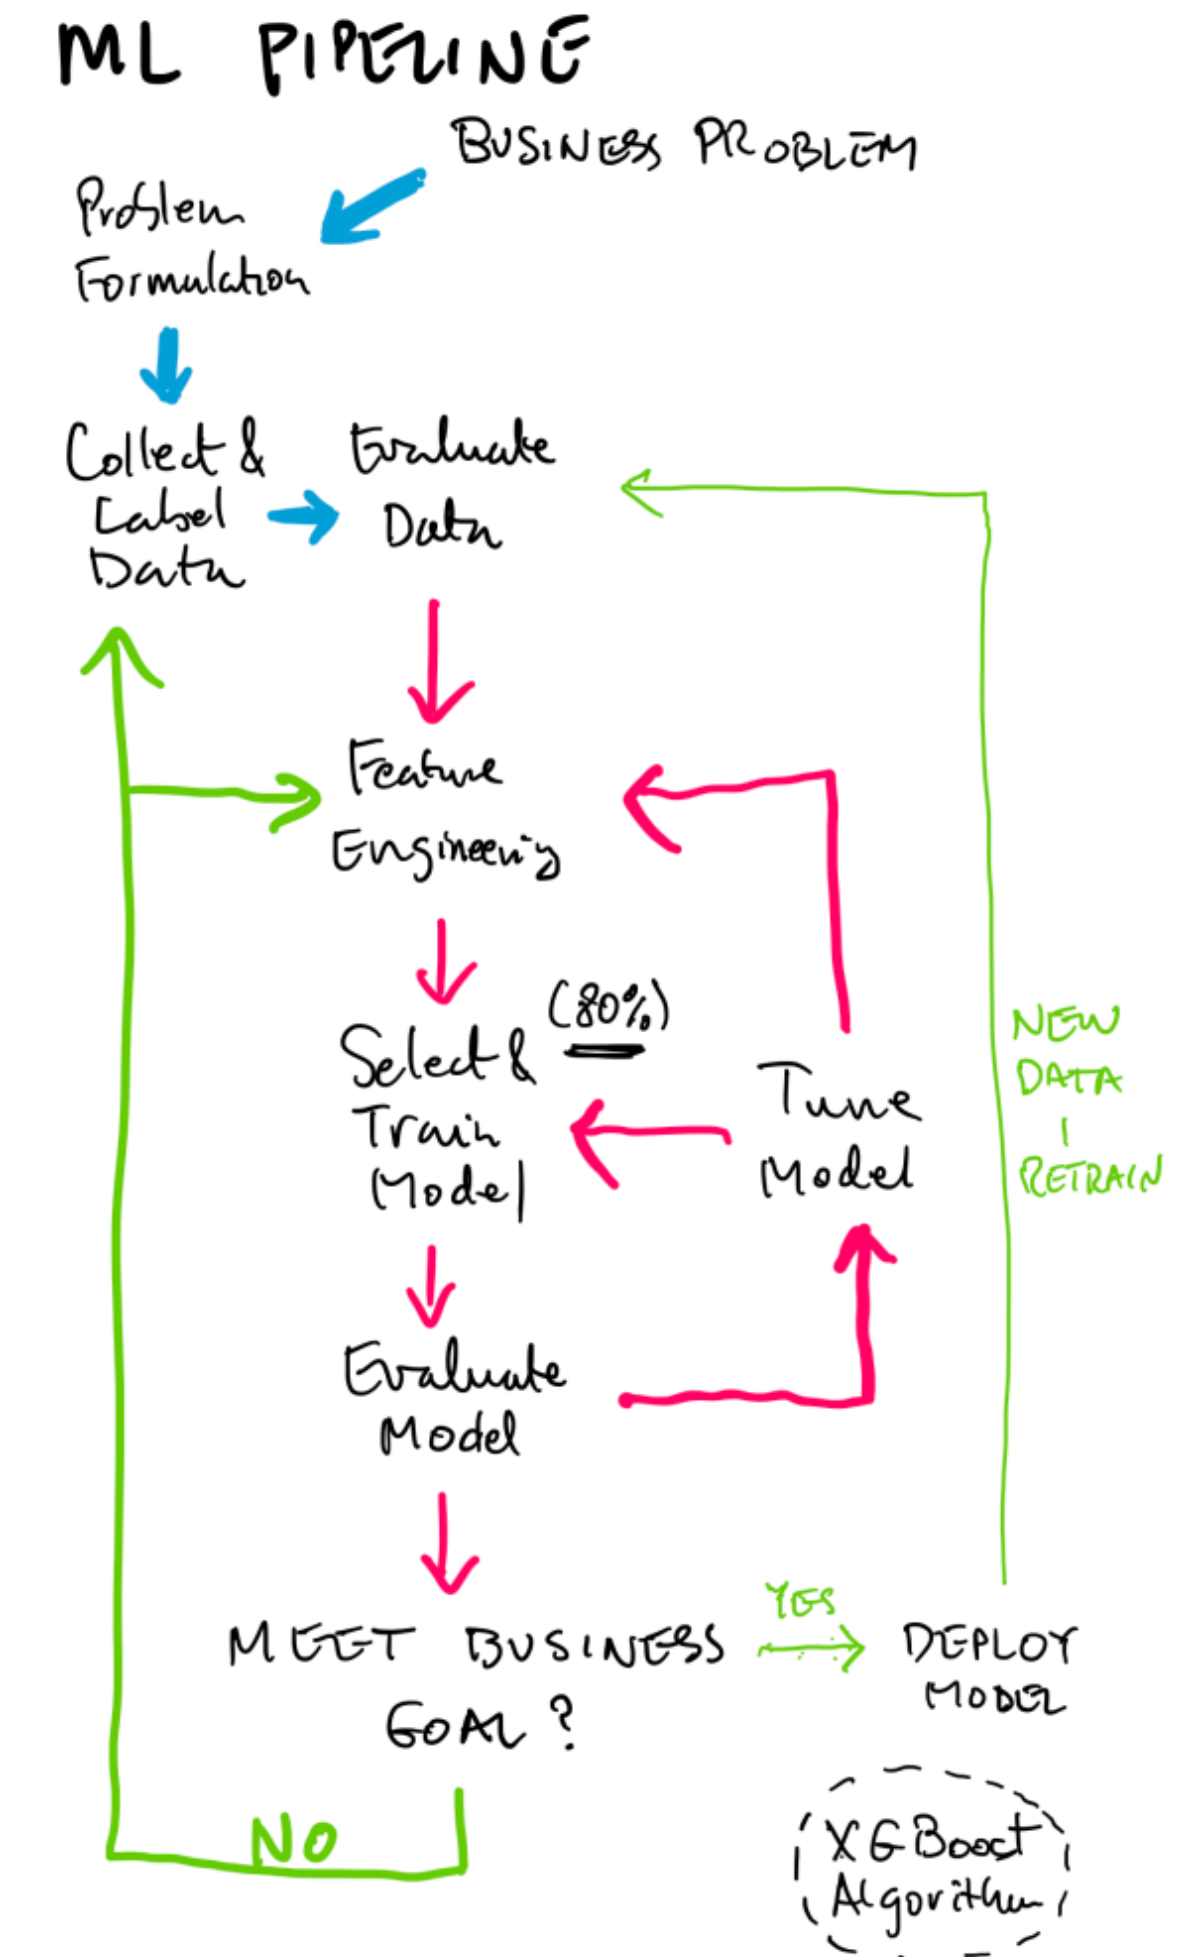 ML PIPELINE
BUSINESS PROBLEM
Problem
Formulation
Collect &
Label
Data
Evaluate
Data
Feature
Engineering
(80%)
Select &
Train
Model
Tune
Model
NEW
DATA
|
RETRAIN
Evaluate
Model
MEET BUSINESS
GOAL?
YES
DEPLOY
MODEL
NO
XGBoost
Algorithm